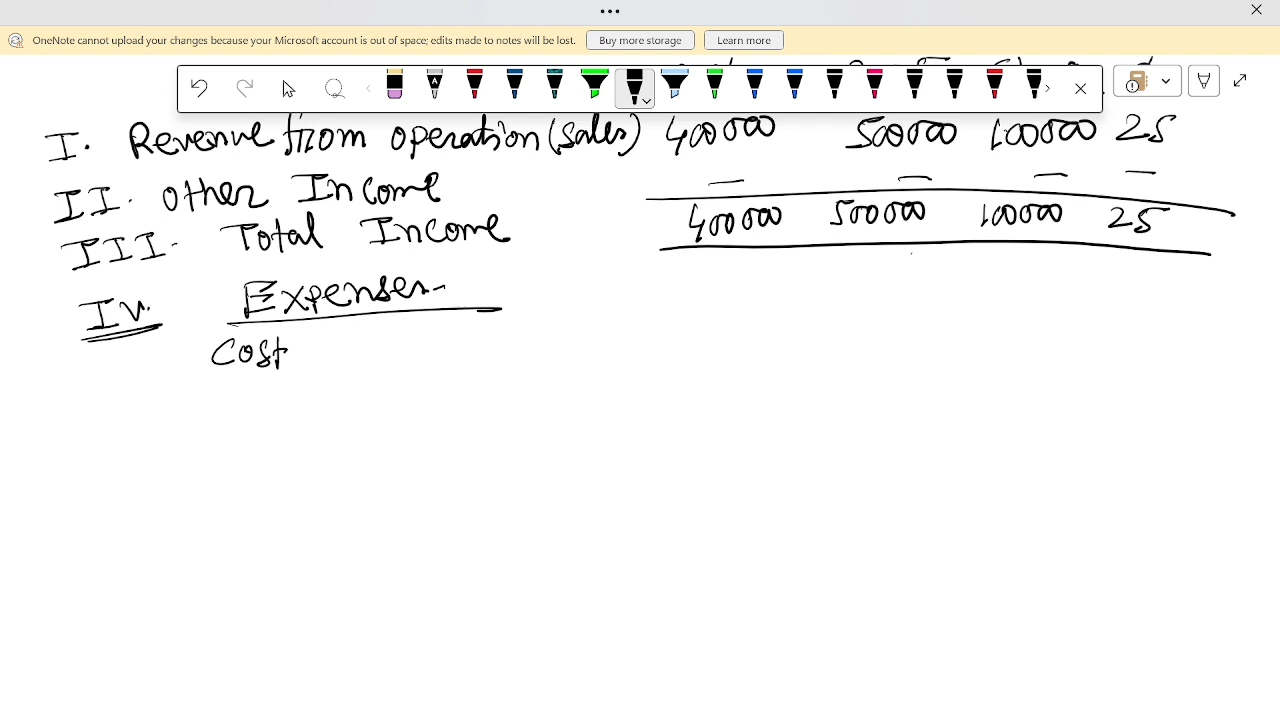 OneNote cannot upload your changes because your Microsoft account is out of space; edits made to notes will be lost. Buy more storage Learn more
I. Revenue from operation (sales) 400000 500000 100000 25
II. other Income — — — —
III. Total Income 400000 500000 100000 25
IV. Expenses
Cost